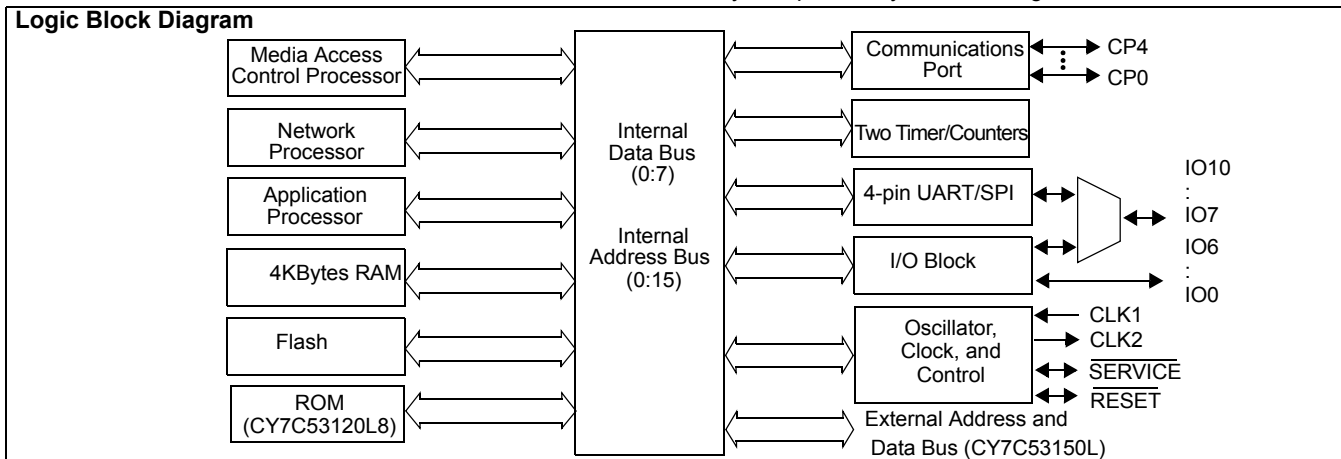 Logic Block Diagram
Media Access
Control Processor
Network
Processor
Application
Processor
4KBytes RAM
Flash
ROM
(CY7C53120L8)
Internal
Data Bus
(0:7)
Internal
Address Bus
(0:15)
Communications
Port
CP4
CP0
Two Timer/Counters
4-pin UART/SPI
I/O Block
IO10
:
IO7
IO6
:
IO0
Oscillator,
Clock, and
Control
CLK1
CLK2
SERVICE
RESET
External Address and
Data Bus (CY7C53150L)